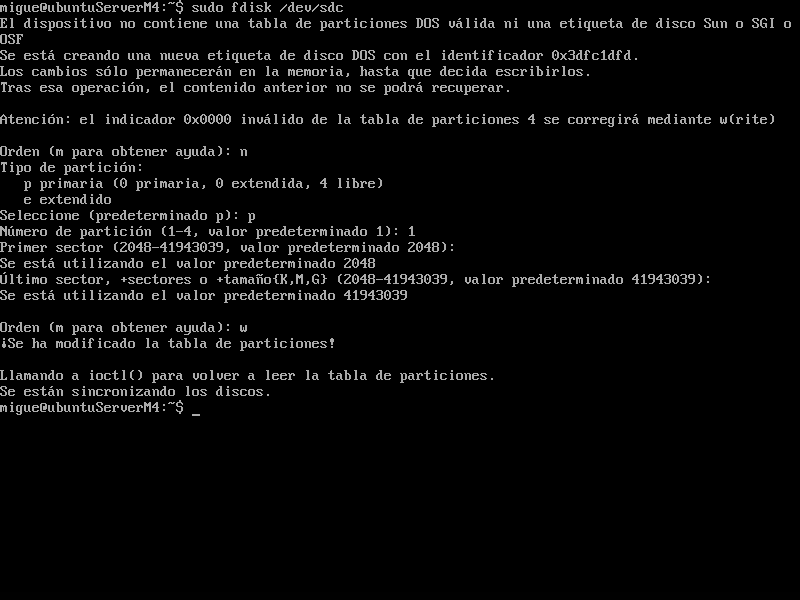 migue@ubuntuServerM4:~$ sudo fdisk /dev/sdc
El dispositivo no contiene una tabla de particiones DOS válida ni una etiqueta de disco Sun o SGI o
OSF
Se está creando una nueva etiqueta de disco DOS con el identificador 0x3dfc1dfd.
Los cambios sólo permanecerán en la memoria, hasta que decida escribirlos.
Tras esa operación, el contenido anterior no se podrá recuperar.
Atención: el indicador 0x0000 inválido de la tabla de particiones 4 se corregirá mediante w(rite)
Orden (m para obtener ayuda): n
Tipo de partición:
   p primaria (0 primaria, 0 extendida, 4 libre)
   e extendido
Seleccione (predeterminado p): p
Número de partición (1-4, valor predeterminado 1): 1
Primer sector (2048-41943039, valor predeterminado 2048):
Se está utilizando el valor predeterminado 2048
Último sector, +sectores o +tamaño{K,M,G} (2048-41943039, valor predeterminado 41943039):
Se está utilizando el valor predeterminado 41943039
Orden (m para obtener ayuda): w
¡Se ha modificado la tabla de particiones!
Llamando a ioctl() para volver a leer la tabla de particiones.
Se están sincronizando los discos.
migue@ubuntuServerM4:~$ _